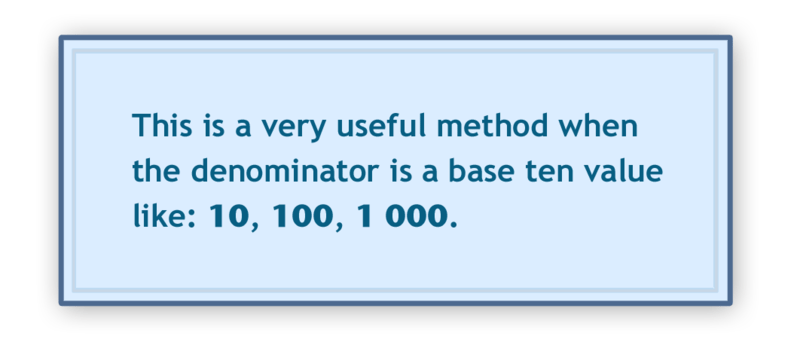 This is a very useful method when
the denominator is a base ten value
like: 10, 100, 1 000.